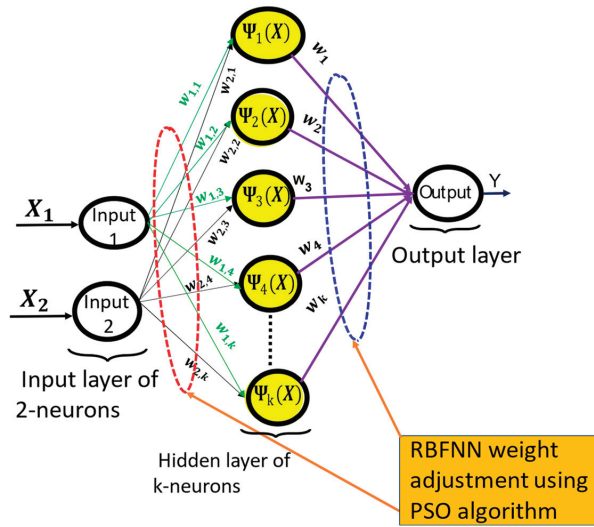 Ψ₁(X)
w₁
w₁,₁
w₂,₁
Ψ₂(X)
w₂
w₁,₂
w₂,₂
Ψ₃(X)
w₃
w₁,₃
w₂,₃
X₁
Input
1
Output
Y
Output layer
w₁,₄
w₂,₄
Ψ₄(X)
w₄
X₂
Input
2
w₁,ₖ
w₂,ₖ
wₖ
Ψₖ(X)
Input layer of
2-neurons
Hidden layer of
k-neurons
RBFNN weight
adjustment using
PSO algorithm